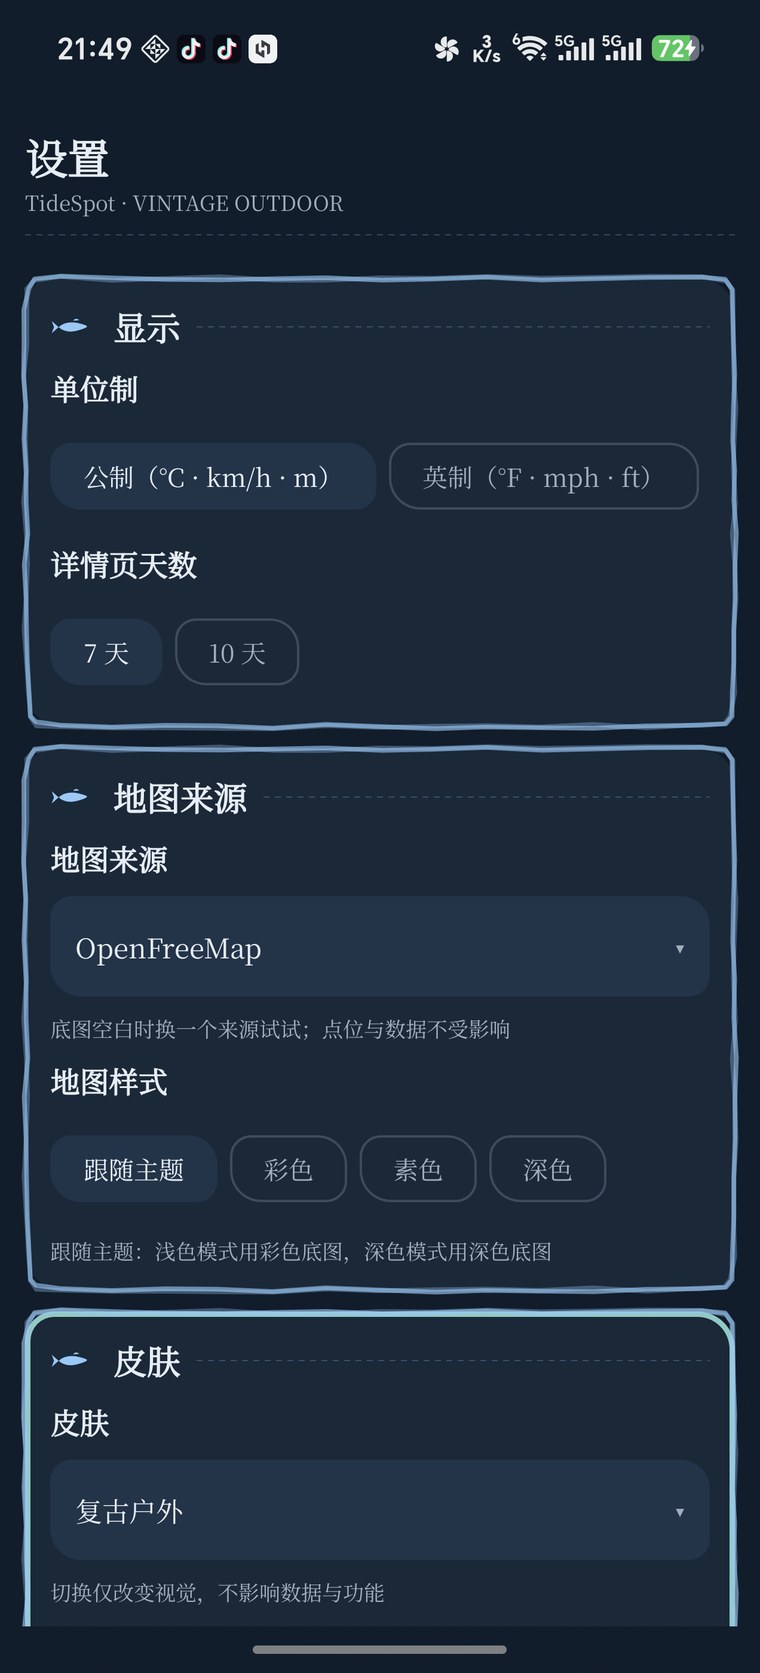 21:49
3
K/s
6
5G
5G
72
设置
TideSpot · VINTAGE OUTDOOR
显示
单位制
公制（°C · km/h · m）
英制（°F · mph · ft）
详情页天数
7 天
10 天
地图来源
地图来源
OpenFreeMap
底图空白时换一个来源试试；点位与数据不受影响
地图样式
跟随主题
彩色
素色
深色
跟随主题：浅色模式用彩色底图，深色模式用深色底图
皮肤
皮肤
复古户外
切换仅改变视觉，不影响数据与功能